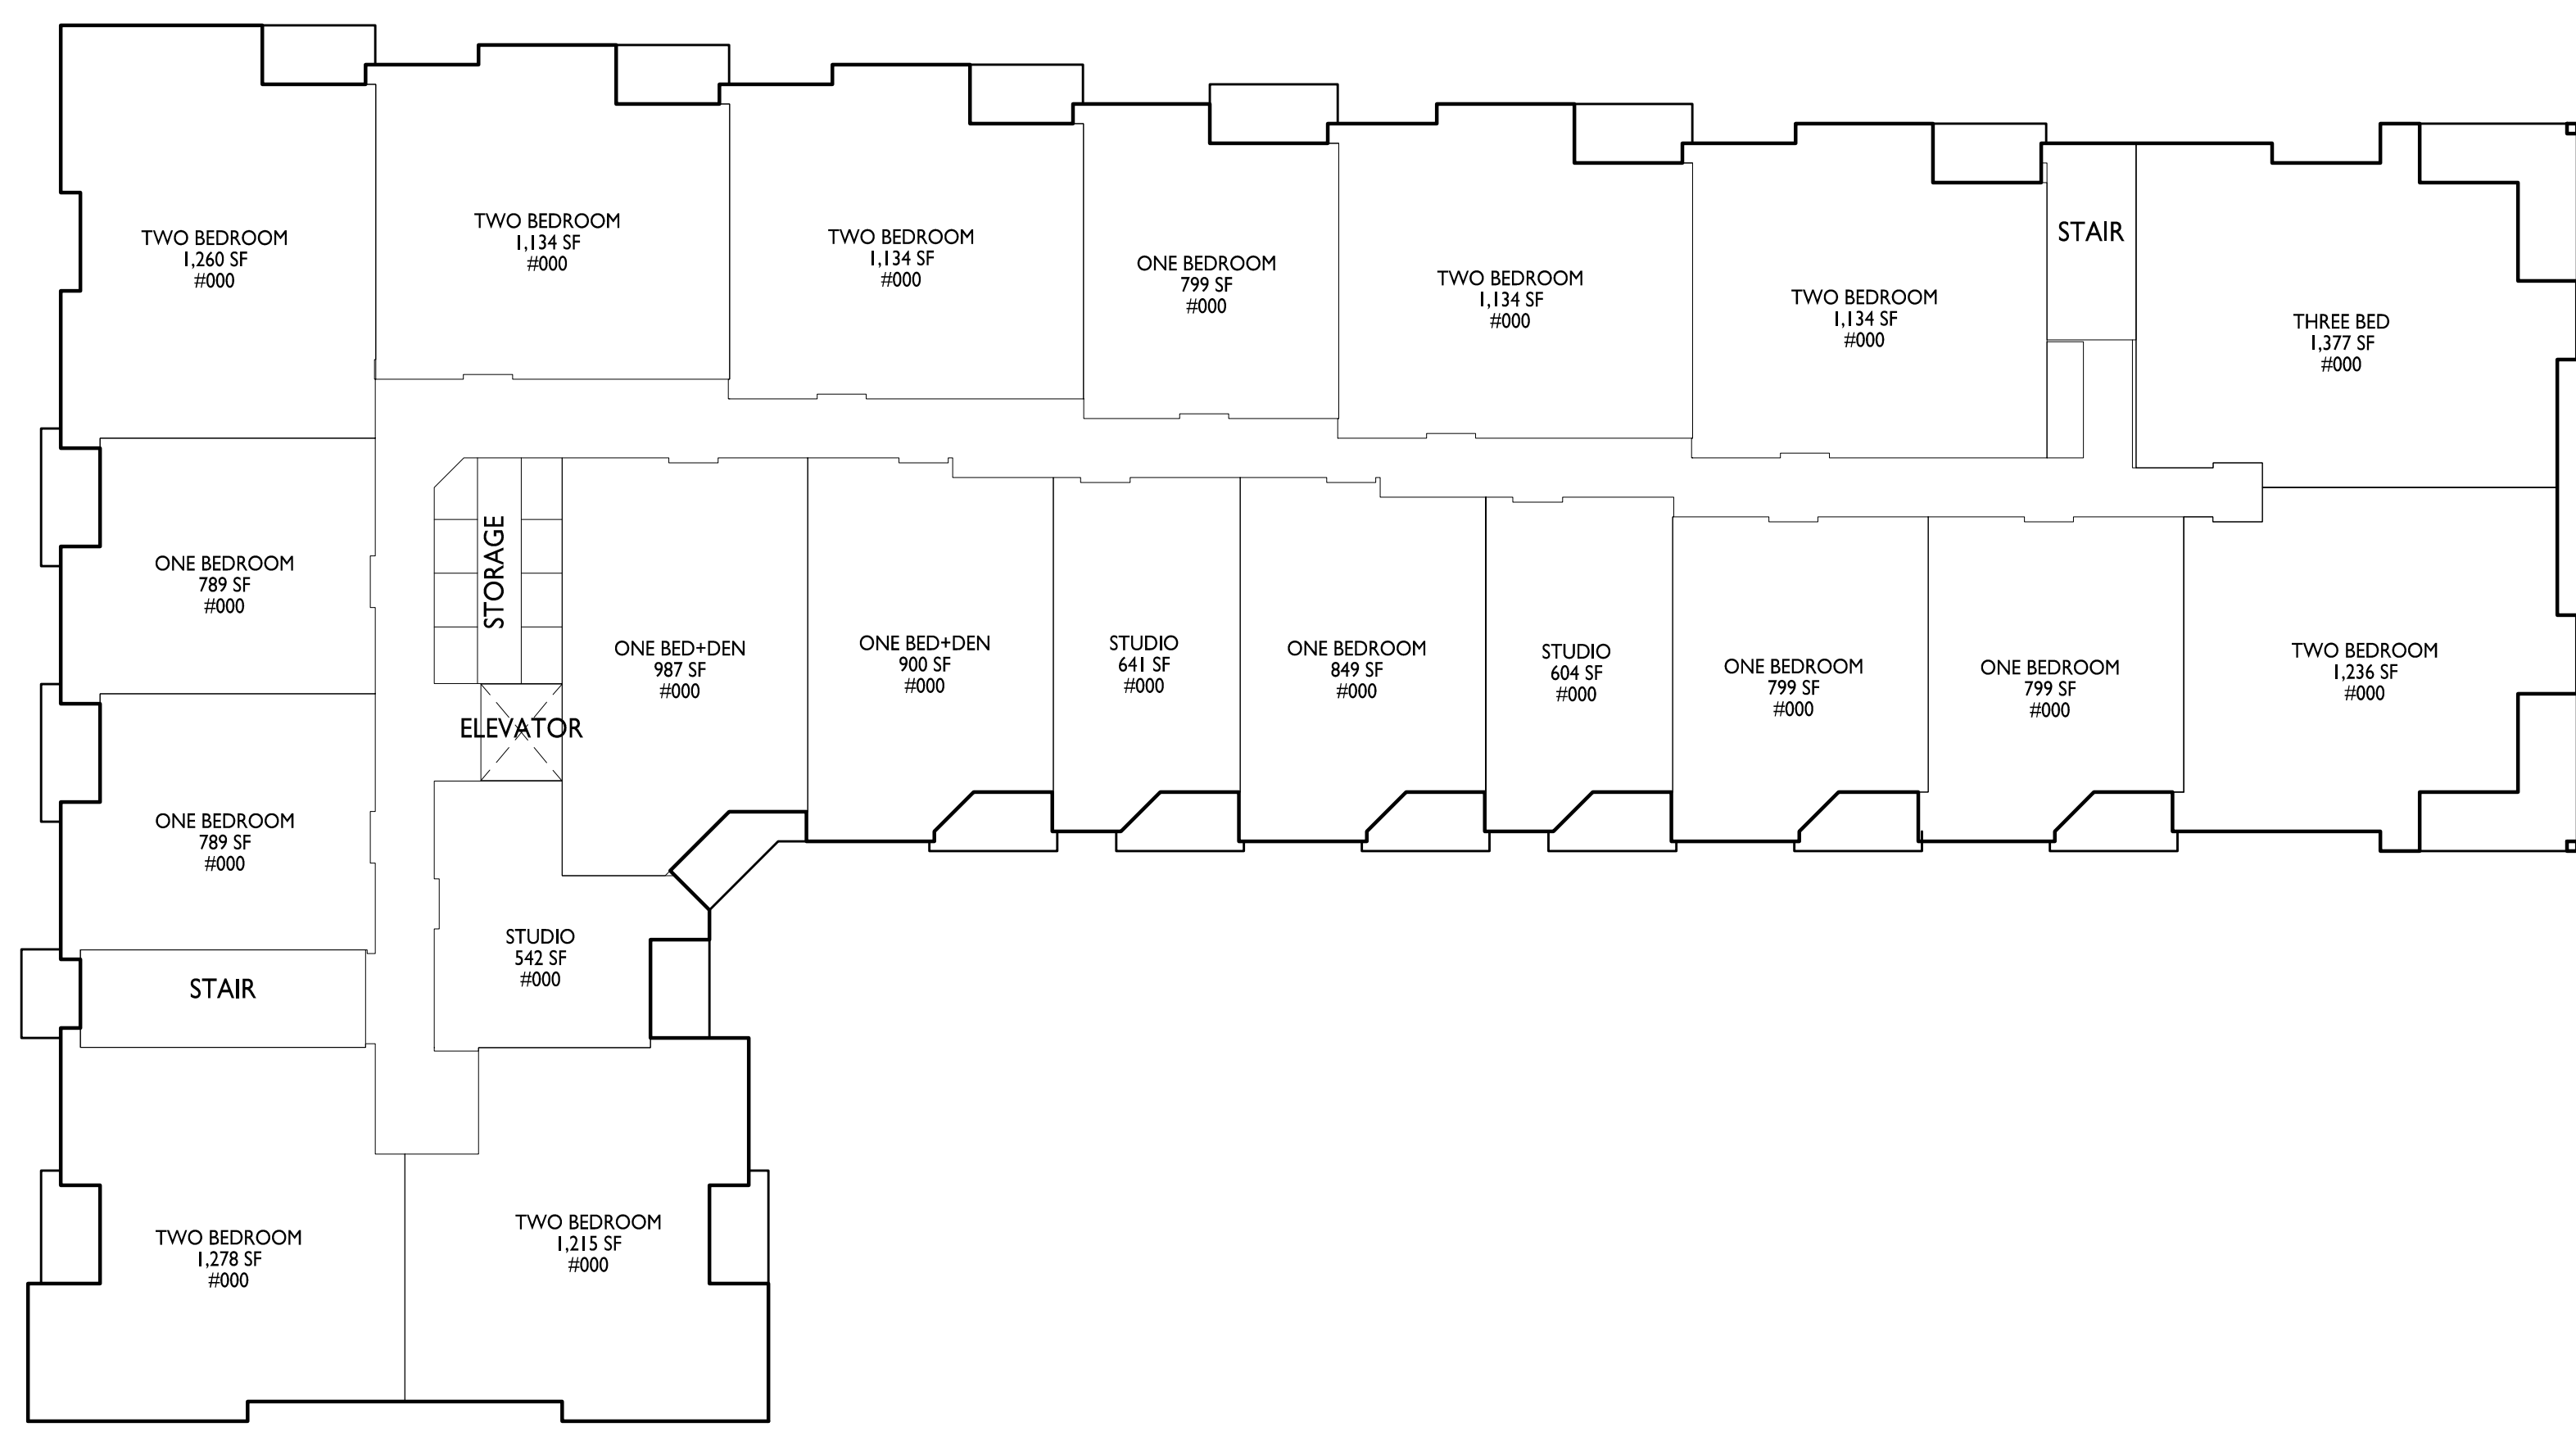 TWO BEDROOM
1,260 SF
#000
TWO BEDROOM
1,134 SF
#000
TWO BEDROOM
1,134 SF
#000
ONE BEDROOM
799 SF
#000
TWO BEDROOM
1,134 SF
#000
TWO BEDROOM
1,134 SF
#000
STAIR
THREE BED
1,377 SF
#000
ONE BEDROOM
789 SF
#000
STORAGE
ELEVATOR
ONE BED+DEN
987 SF
#000
ONE BED+DEN
900 SF
#000
STUDIO
641 SF
#000
ONE BEDROOM
849 SF
#000
STUDIO
604 SF
#000
ONE BEDROOM
799 SF
#000
ONE BEDROOM
799 SF
#000
TWO BEDROOM
1,236 SF
#000
ONE BEDROOM
789 SF
#000
STUDIO
542 SF
#000
STAIR
TWO BEDROOM
1,278 SF
#000
TWO BEDROOM
1,215 SF
#000